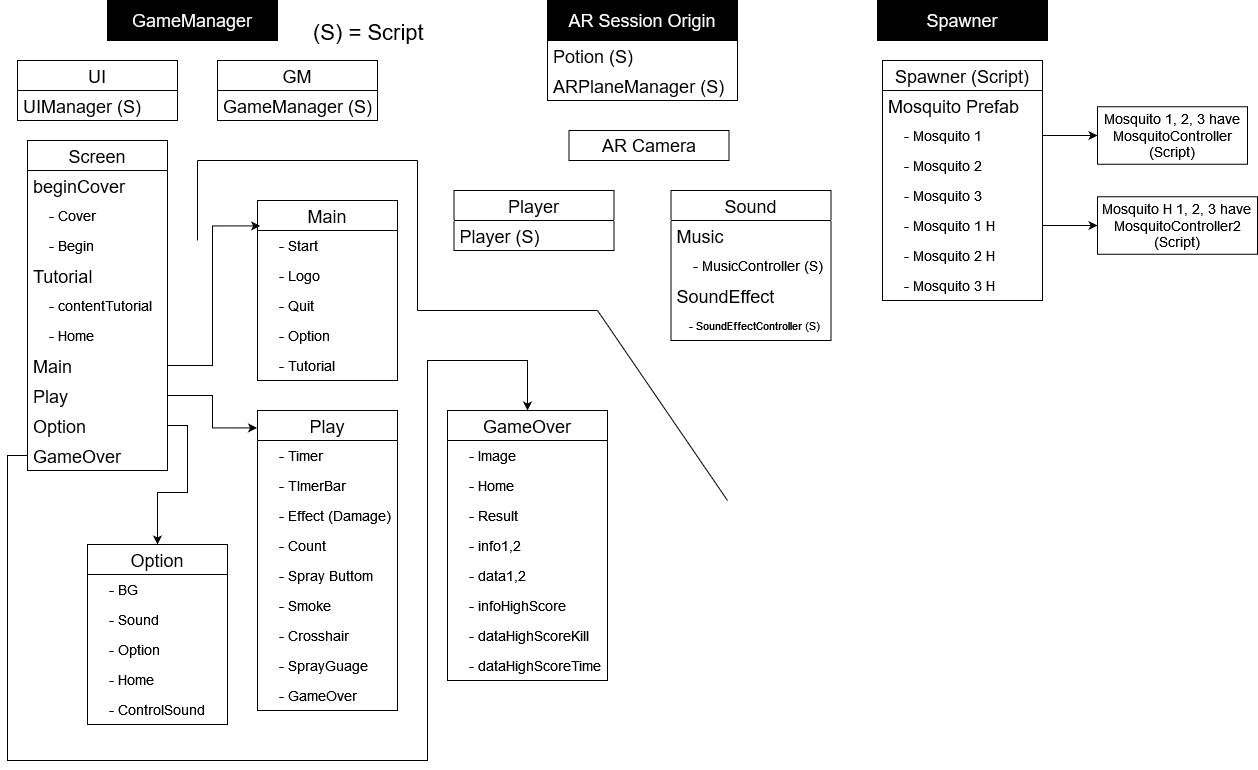 GameManager
(S) = Script
UI
UIManager (S)
GM
GameManager (S)
Screen
beginCover
- Cover
- Begin
Tutorial
- contentTutorial
- Home
Main
Play
Option
GameOver
Main
- Start
- Logo
- Quit
- Option
- Tutorial
Play
- Timer
- TImerBar
- Effect (Damage)
- Count
- Spray Buttom
- Smoke
- Crosshair
- SprayGuage
- GameOver
Option
- BG
- Sound
- Option
- Home
- ControlSound
GameOver
- Image
- Home
- Result
- info1,2
- data1,2
- infoHighScore
- dataHighScoreKill
- dataHighScoreTime
AR Session Origin
Potion (S)
ARPlaneManager (S)
AR Camera
Player
Player (S)
Sound
Music
- MusicController (S)
SoundEffect
- SoundEffectController (S)
Spawner
Spawner (Script)
Mosquito Prefab
- Mosquito 1
- Mosquito 2
- Mosquito 3
- Mosquito 1 H
- Mosquito 2 H
- Mosquito 3 H
Mosquito 1, 2, 3 have
MosquitoController
(Script)
Mosquito H 1, 2, 3 have
MosquitoController2
(Script)